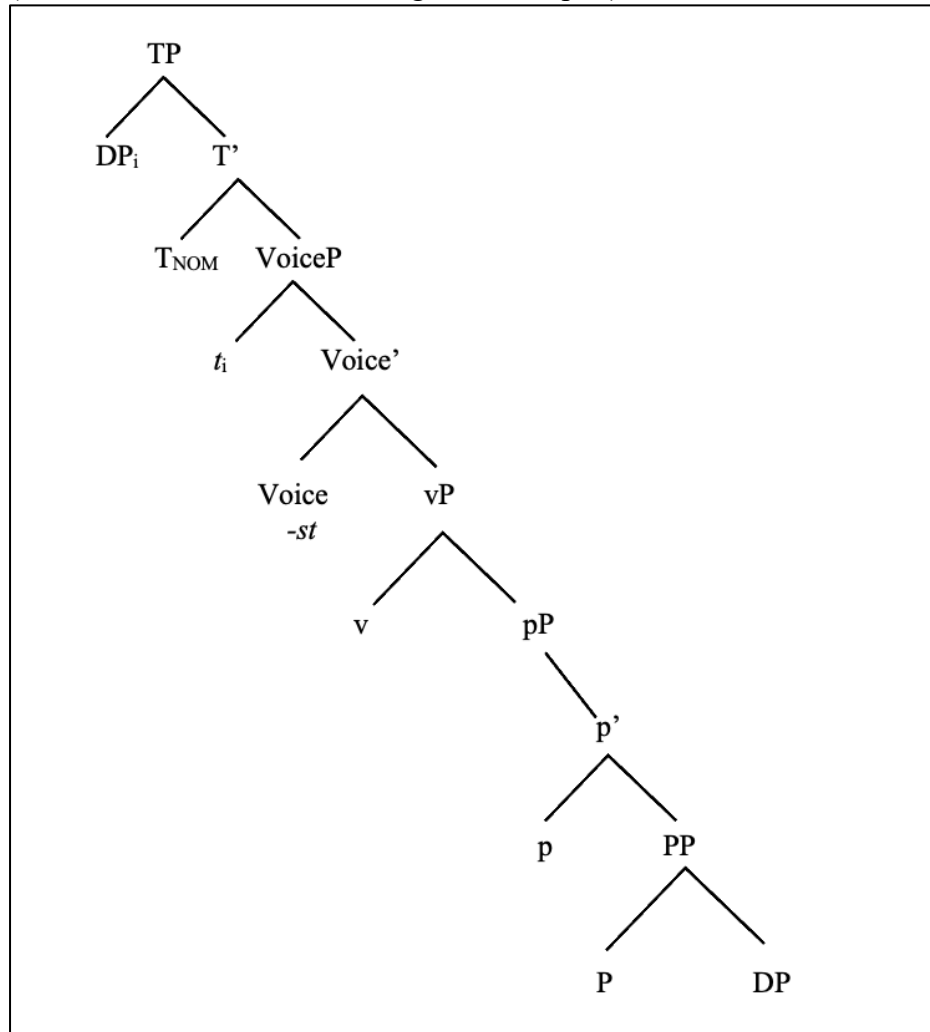 TP
DPi T’
TNOM VoiceP
ti Voice’
Voice vP
-st
v pP
p’
p PP
P DP